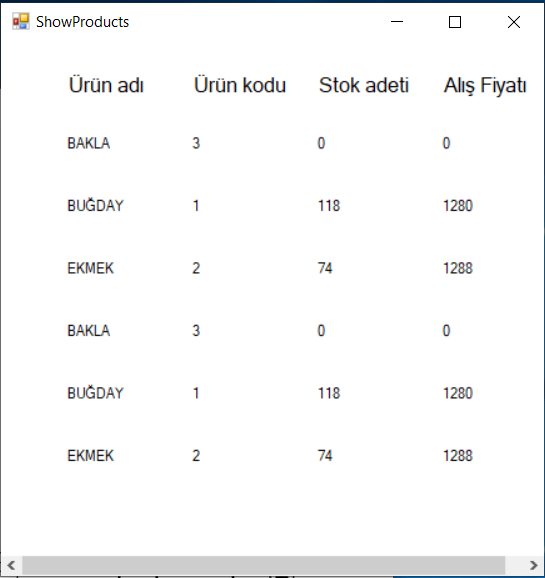 ShowProducts
Ürün adı Ürün kodu Stok adeti Alış Fiyatı
BAKLA 3 0 0
BUĞDAY 1 118 1280
EKMEK 2 74 1288
BAKLA 3 0 0
BUĞDAY 1 118 1280
EKMEK 2 74 1288